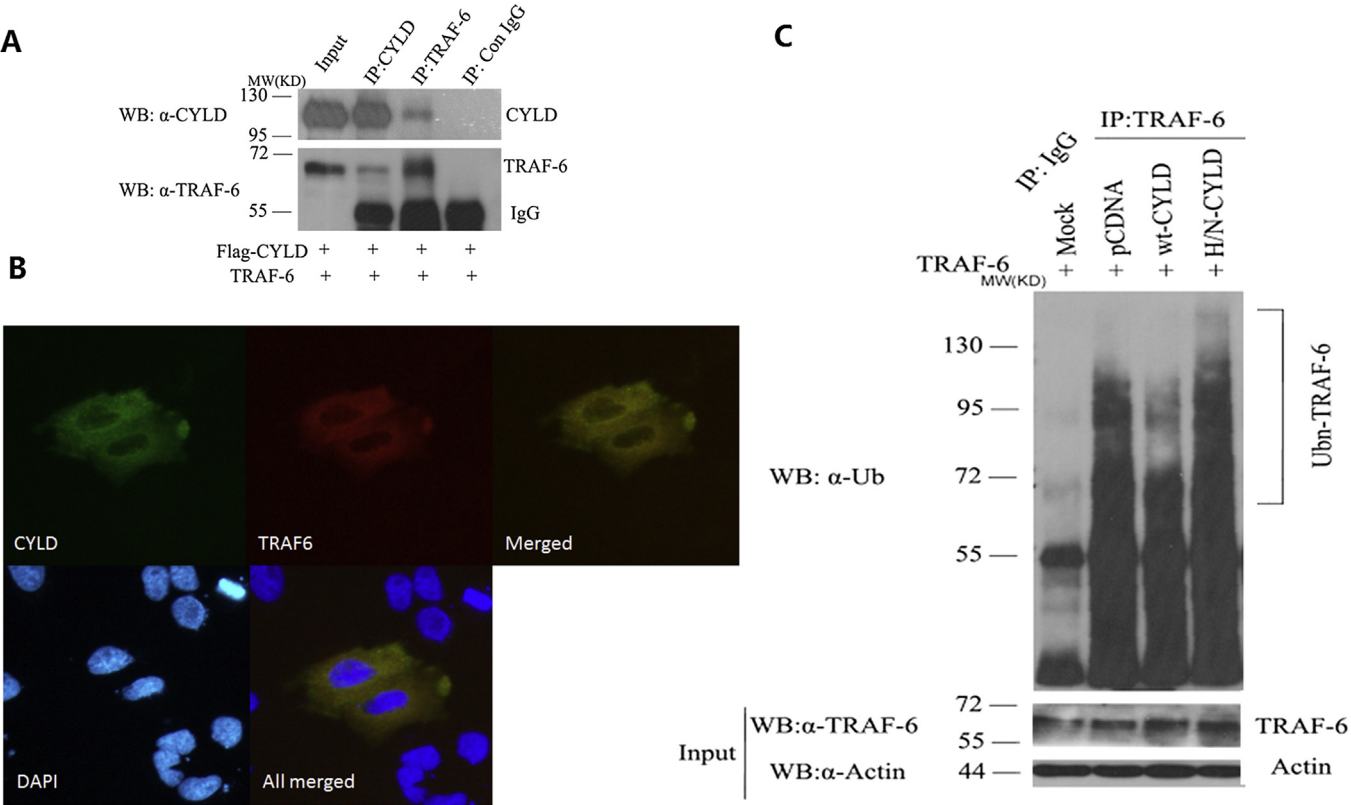 A
Input
IP:CYLD
IP:TRAF-6
IP: Con IgG
MW(KD)
130
WB: α-CYLD
CYLD
95
72
TRAF-6
WB: α-TRAF-6
55
IgG
Flag-CYLD + + + +
TRAF-6 + + + +
B
CYLD
TRAF6
Merged
DAPI
All merged
C
IP: IgG
IP:TRAF-6
Mock
pCDNA
wt-CYLD
H/N-CYLD
TRAF-6 + + + +
MW(KD)
130
95
72
55
WB: α-Ub
Ubn-TRAF-6
Input
72
WB:α-TRAF-6
TRAF-6
55
WB:α-Actin
44
Actin